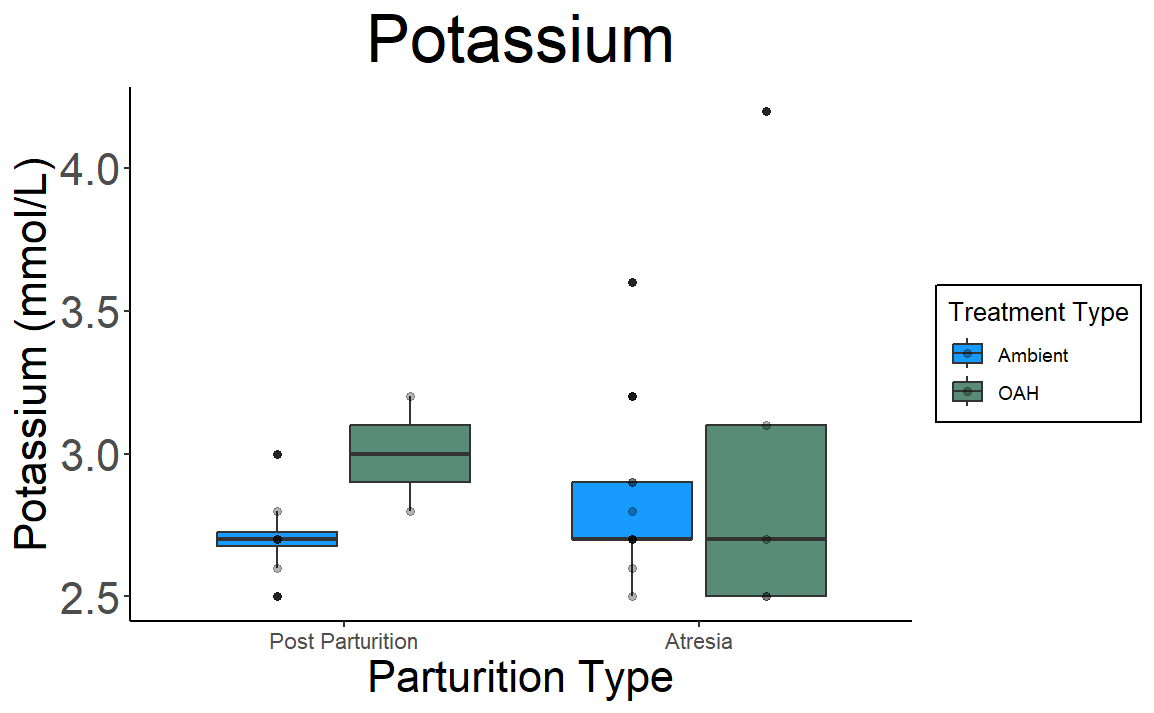 Potassium
Potassium (mmol/L)
4.0
3.5
3.0
2.5
Post Parturition
Atresia
Parturition Type
Treatment Type
Ambient
OAH